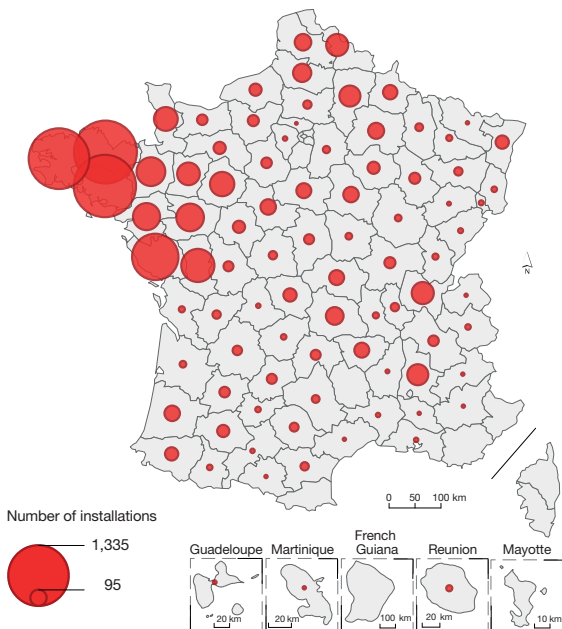 N
0 50 100 km
Number of installations
1,335
95
Guadeloupe
20 km
Martinique
20 km
French
Guiana
100 km
Reunion
20 km
Mayotte
10 km